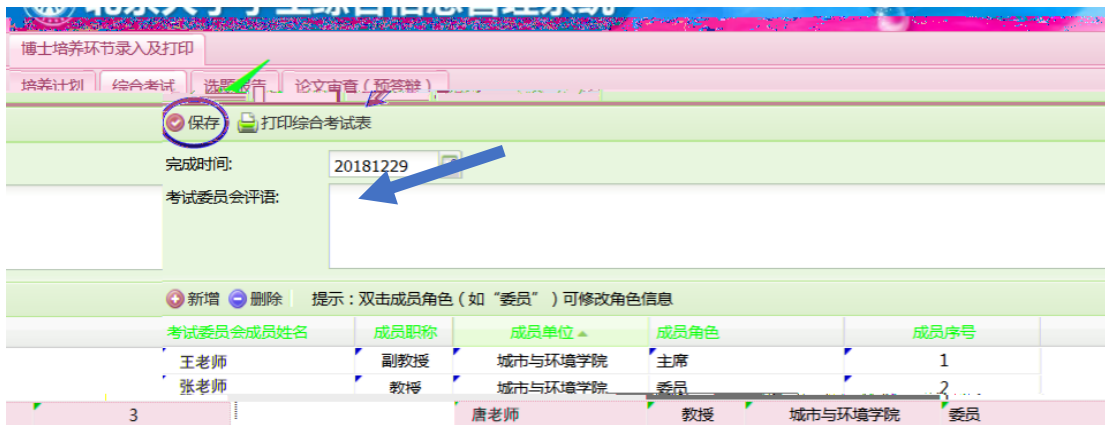 博士培养环节录入及打印
培养计划 综合考试 选题报告 论文审查（预答辩）
保存 打印综合考试表
完成时间: 20181229
考试委员会评语:
新增 删除 提示：双击成员角色（如“委员”）可修改角色信息
考试委员会成员姓名 成员职称 成员单位 成员角色 成员序号
王老师 副教授 城市与环境学院 主席 1
张老师 教授 城市与环境学院 委员 2
3 唐老师 教授 城市与环境学院 委员